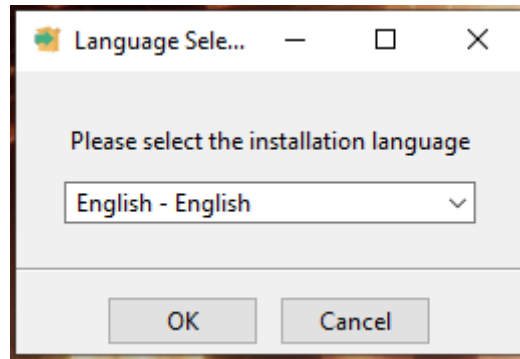 Language Sele...
Please select the installation language
English - English
OK
Cancel